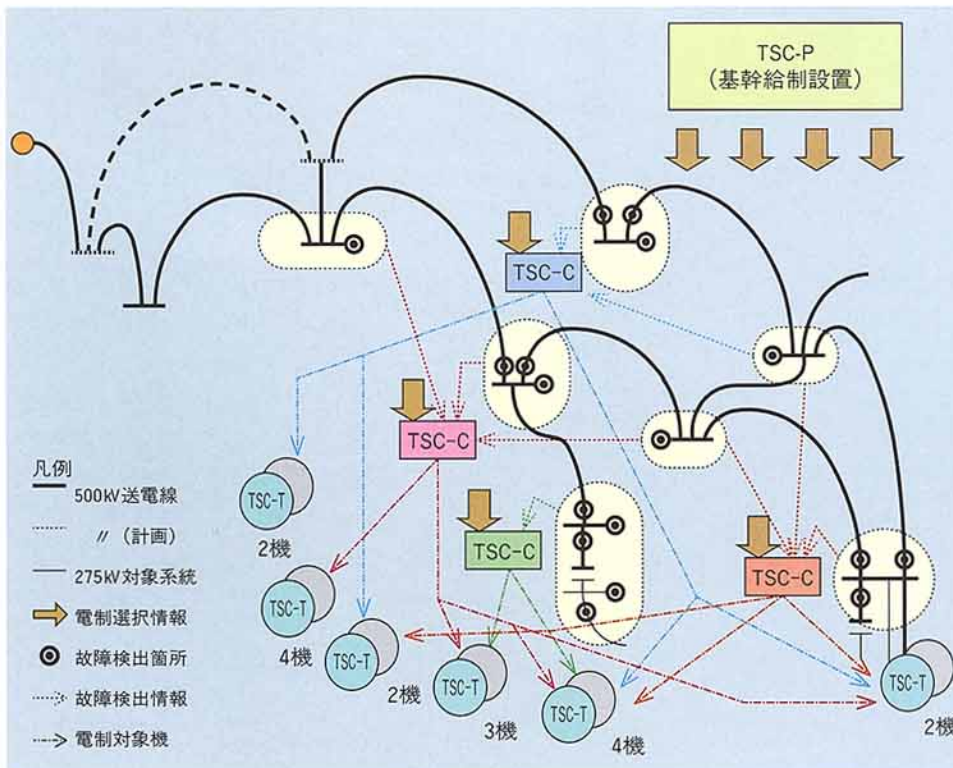 TSC-P
(基幹給制設置)
TSC-C
TSC-C
TSC-C
TSC-C
凡例
500kV送電線
〃 (計画)
275kV対象系統
電制選択情報
故障検出箇所
故障検出情報
電制対象機
TSC-T
2機
TSC-T
4機
TSC-T
2機
TSC-T
3機
TSC-T
4機
TSC-T
2機